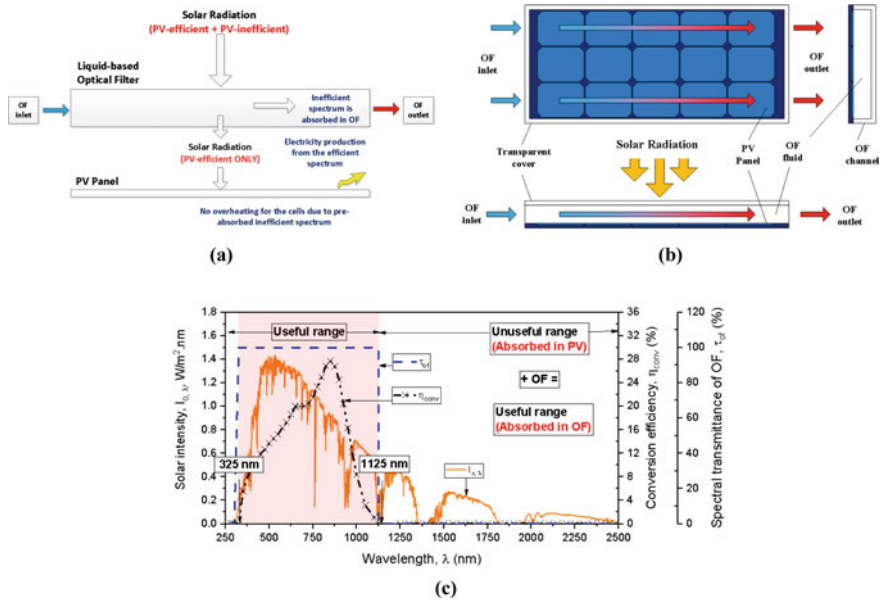 Solar Radiation
(PV-efficient + PV-inefficient)
Liquid-based
Optical Filter
OF
inlet
Inefficient
spectrum is
absorbed in OF
OF
outlet
Solar Radiation
(PV-efficient ONLY)
Electricity production
from the efficient
spectrum
PV Panel
No overheating for the cells due to pre-
absorbed inefficient spectrum
(a)
OF
inlet
OF
outlet
Transparent
cover
Solar Radiation
PV
Panel
OF
fluid
OF
channel
OF
inlet
OF
outlet
(b)
Solar intensity, I₀, λ, W/m².nm
1.8
1.6
1.4
1.2
1.0
0.8
0.6
0.4
0.2
0.0
Useful range
τof
ηconv
Unuseful range
(Absorbed in PV)
+ OF =
Useful range
(Absorbed in OF)
325 nm
1125 nm
I₀, λ
36
32
28
24
20
16
12
8
4
0
Conversion efficiency, ηconv (%)
120
100
80
60
40
20
0
Spectral transmittance of OF, τof (%)
250 500 750 1000 1250 1500 1750 2000 2250 2500
Wavelength, λ (nm)
(c)